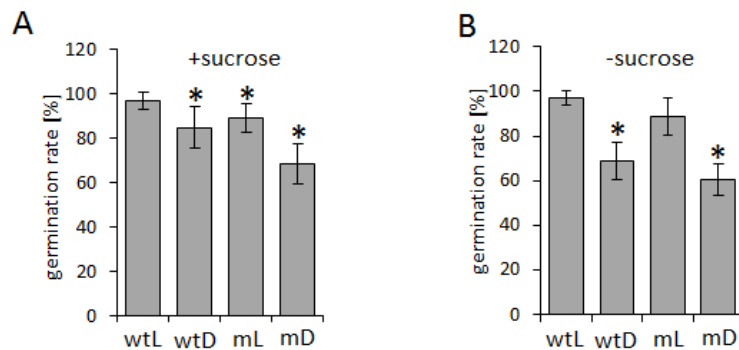 A
+sucrose
germination rate [%]
120
100
80
60
40
20
0
* * *
wtL wtD mL mD
B
-sucrose
germination rate [%]
120
100
80
60
40
20
0
* *
wtL wtD mL mD